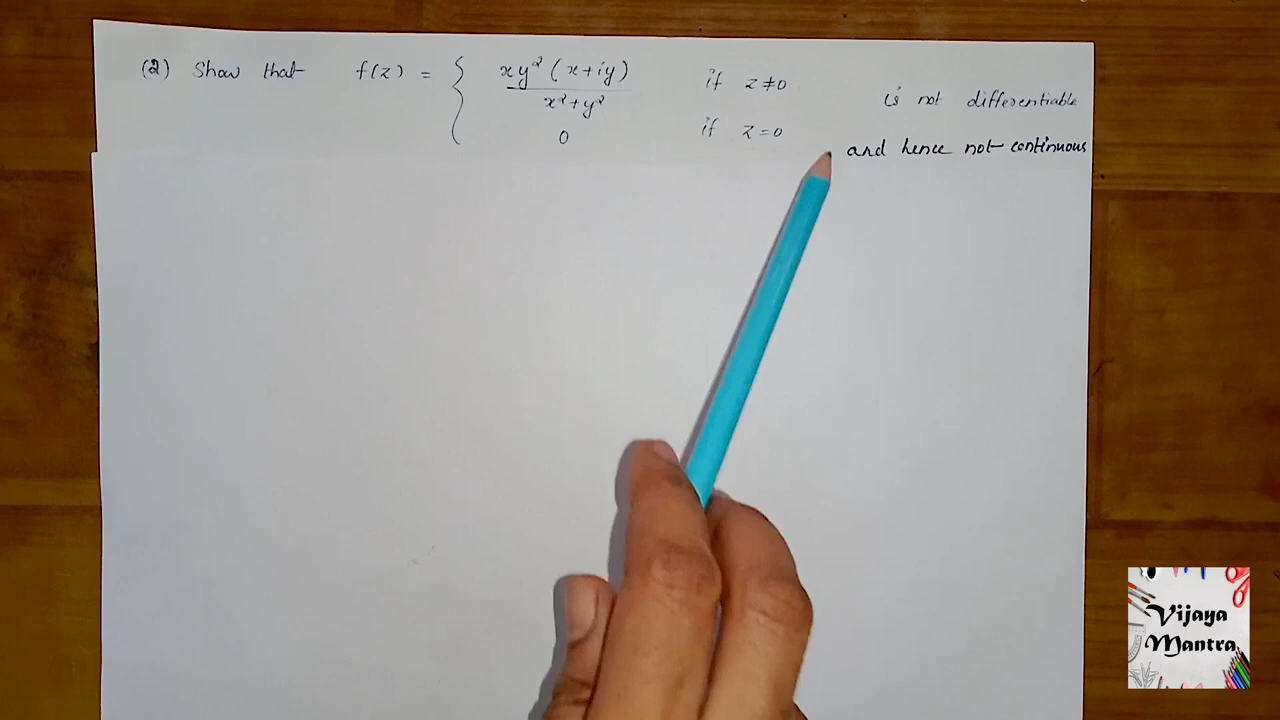 (2) Show that f(z) = { xy² (x+iy) / x²+y² if z≠0
0 if z=0
is not differentiable
and hence not continuous
Vijaya
Mantra